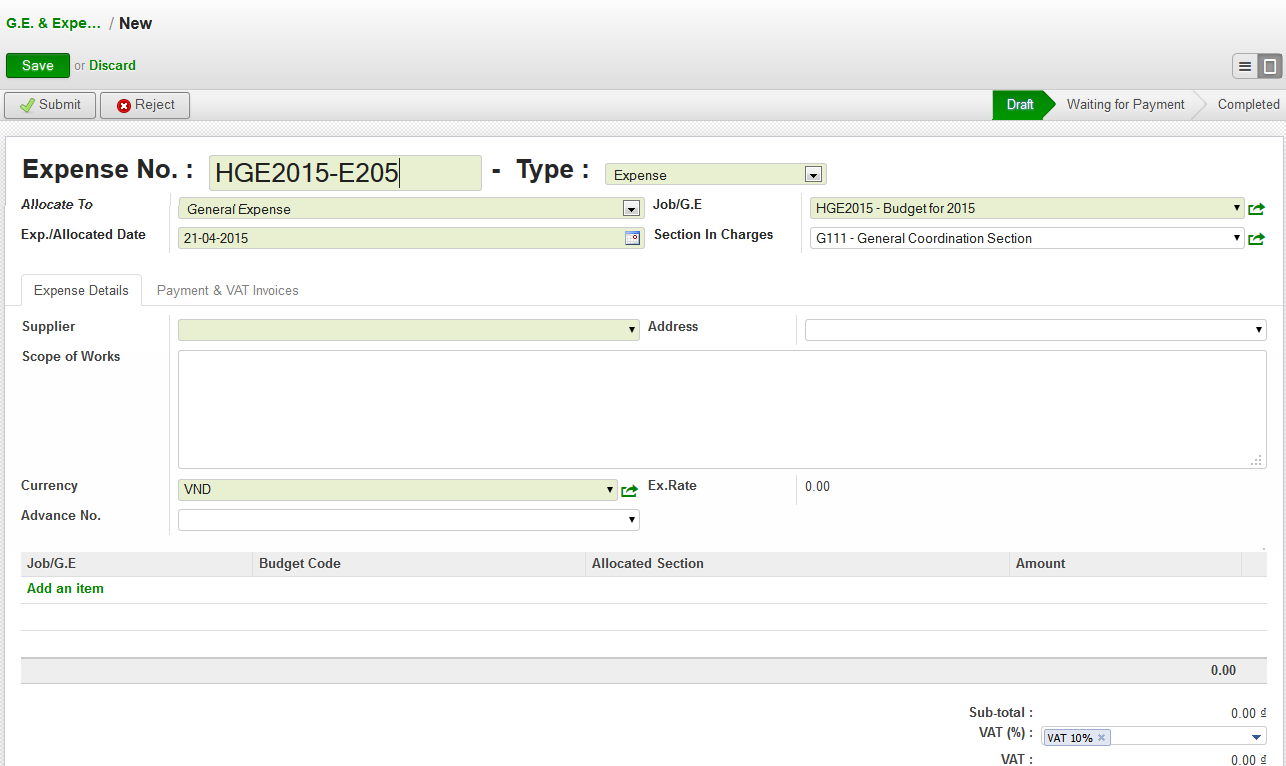 G.E. & Expe... / New
Save or Discard
Submit Reject Draft Waiting for Payment Completed
Expense No. : HGE2015-E205 - Type : Expense
Allocate To General Expense Job/G.E HGE2015 - Budget for 2015
Exp./Allocated Date 21-04-2015 Section In Charges G111 - General Coordination Section
Expense Details Payment & VAT Invoices
Supplier Address
Scope of Works
Currency VND Ex.Rate 0.00
Advance No.
Job/G.E Budget Code Allocated Section Amount
Add an item
0.00
Sub-total : 0.00 ₫
VAT (%) : VAT 10% ×
VAT : 0.00 ₫